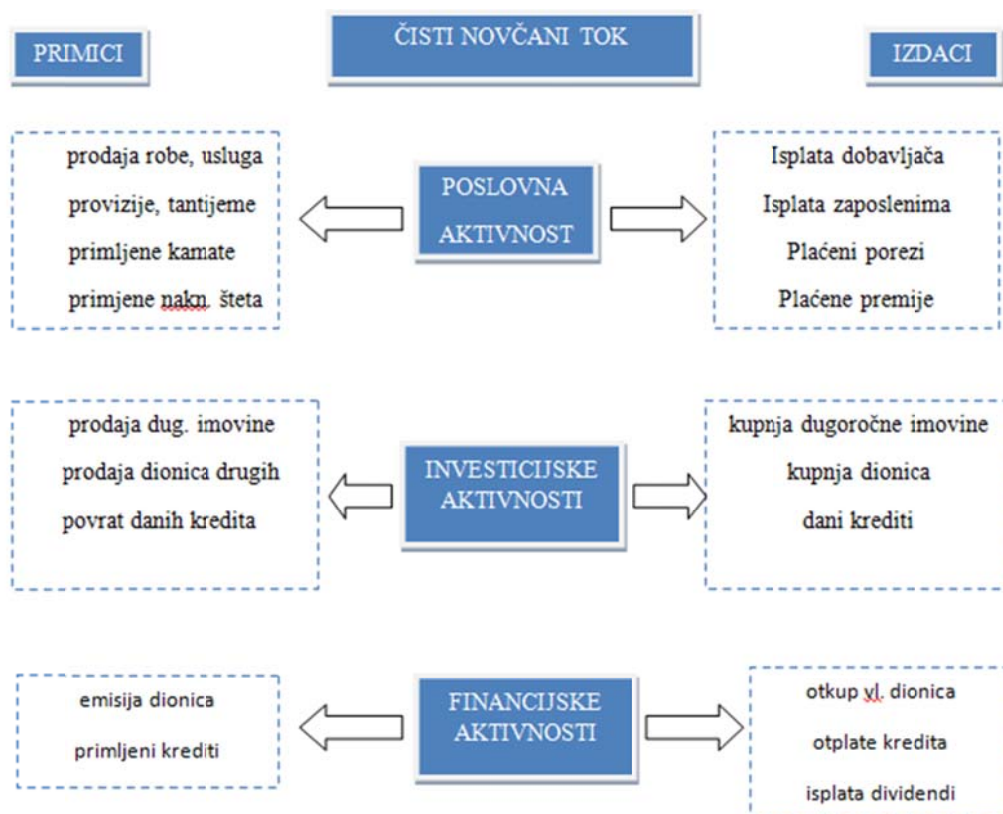 PRIMICI
ČISTI NOVČANI TOK
IZDACI
prodaja robe, usluga
provizije, tantijeme
primljene kamate
primjene nakn. šteta
POSLOVNA
AKTIVNOST
Isplata dobavljača
Isplata zaposlenima
Plaćeni porezi
Plaćene premije
prodaja dug. imovine
prodaja dionica drugih
povrat danih kredita
INVESTICIJSKE
AKTIVNOSTI
kupnja dugoročne imovine
kupnja dionica
dani krediti
emisija dionica
primljeni krediti
FINANCIJSKE
AKTIVNOSTI
otkup vl. dionica
otplate kredita
isplata dividendi